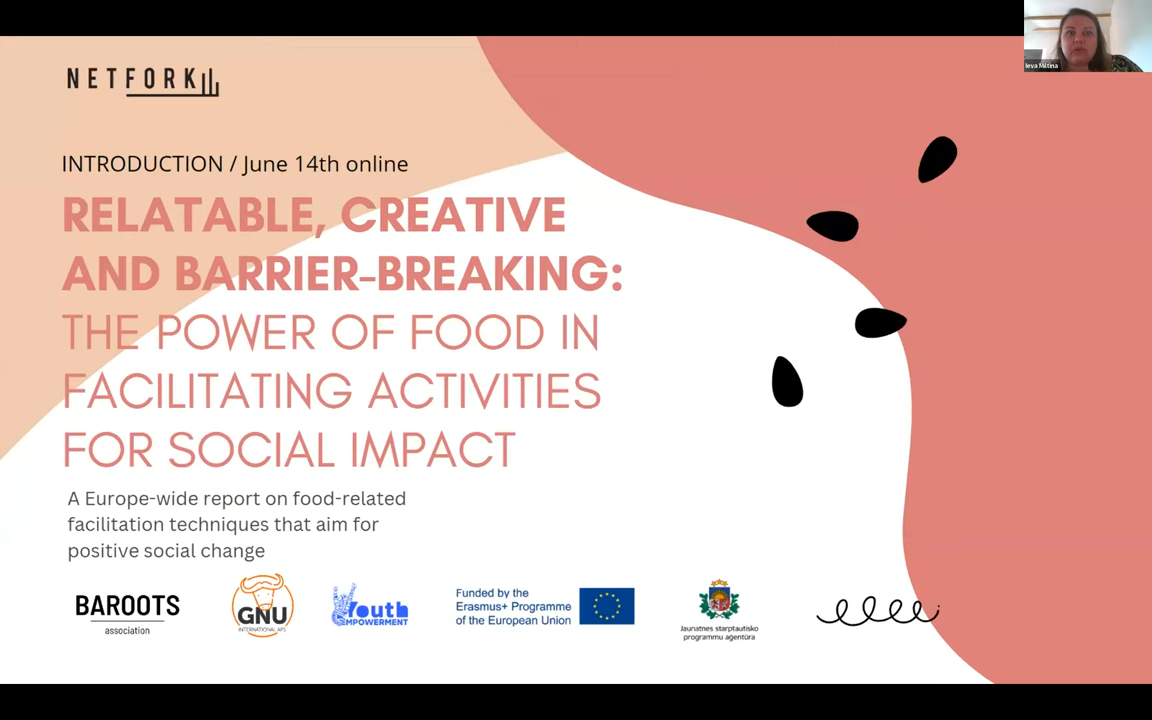 NETFORK
Ieva Miltina
INTRODUCTION / June 14th online
RELATABLE, CREATIVE
AND BARRIER-BREAKING:
THE POWER OF FOOD IN
FACILITATING ACTIVITIES
FOR SOCIAL IMPACT
A Europe-wide report on food-related
facilitation techniques that aim for
positive social change
BAROOTS
association
GNU
INTERNATIONAL APS
Youth
EMPOWERMENT
Funded by the
Erasmus+ Programme
of the European Union
Jaunatnes starptautisko
programmu aģentūra